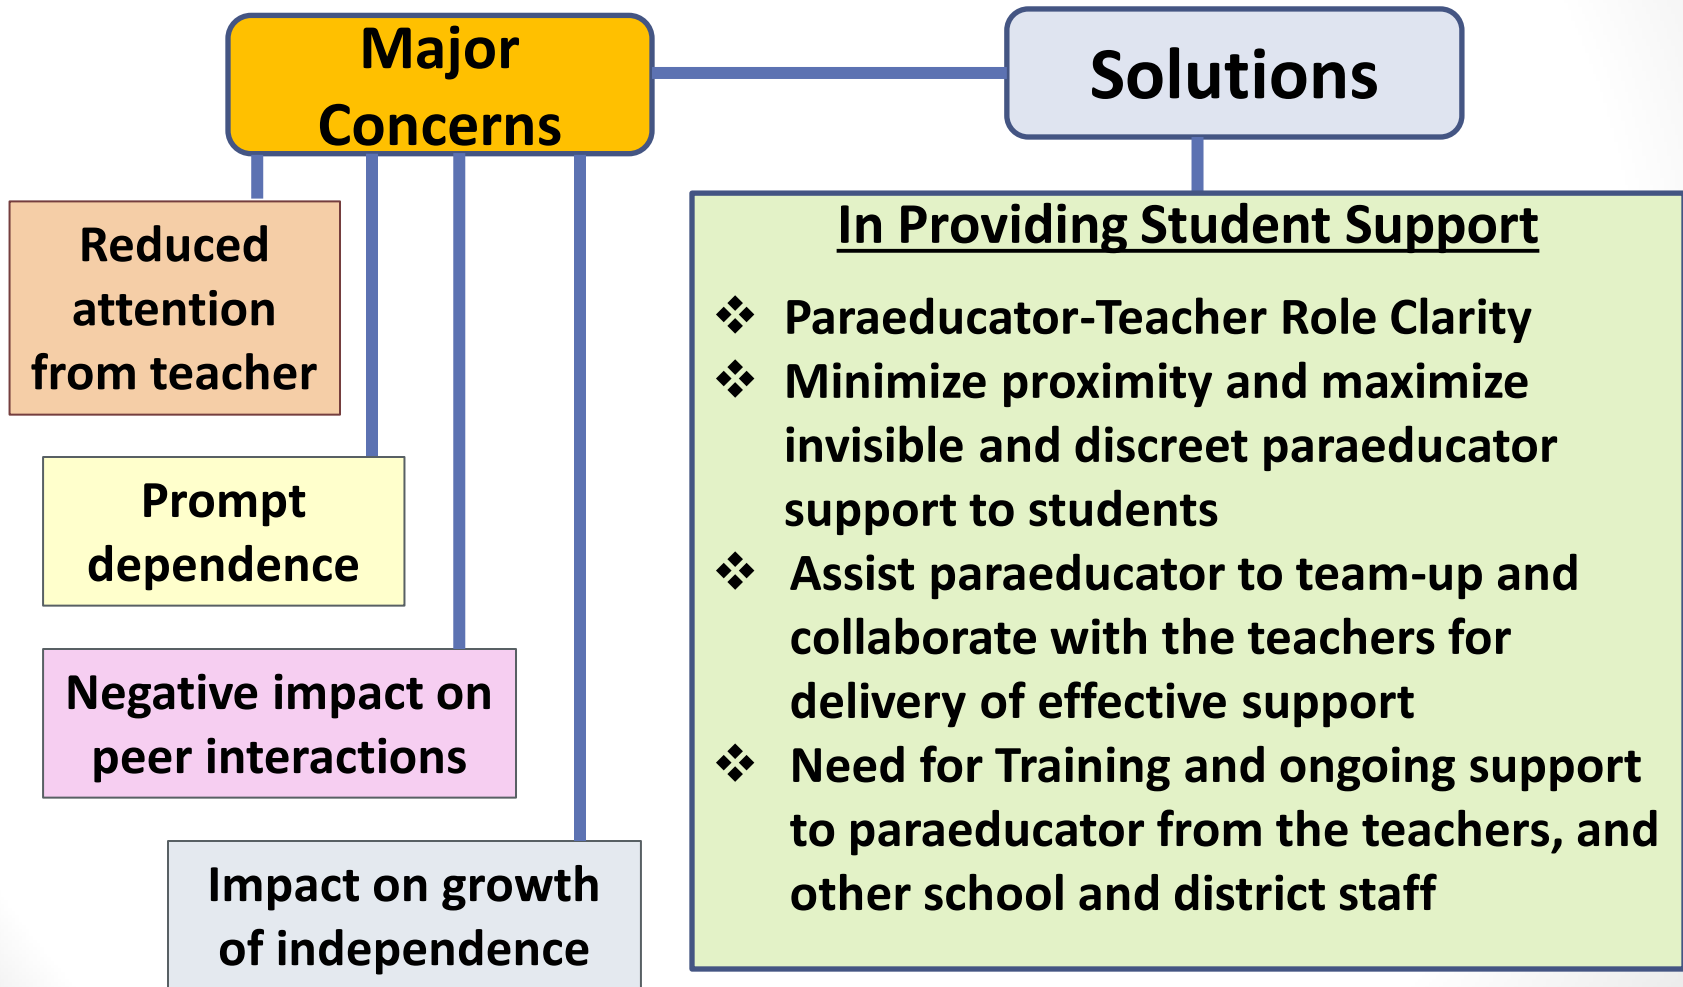 Major
Concerns
Solutions
Reduced
attention
from teacher
Prompt
dependence
Negative impact on
peer interactions
Impact on growth
of independence
In Providing Student Support
❖ Paraeducator-Teacher Role Clarity
❖ Minimize proximity and maximize
invisible and discreet paraeducator
support to students
❖ Assist paraeducator to team-up and
collaborate with the teachers for
delivery of effective support
❖ Need for Training and ongoing support
to paraeducator from the teachers, and
other school and district staff